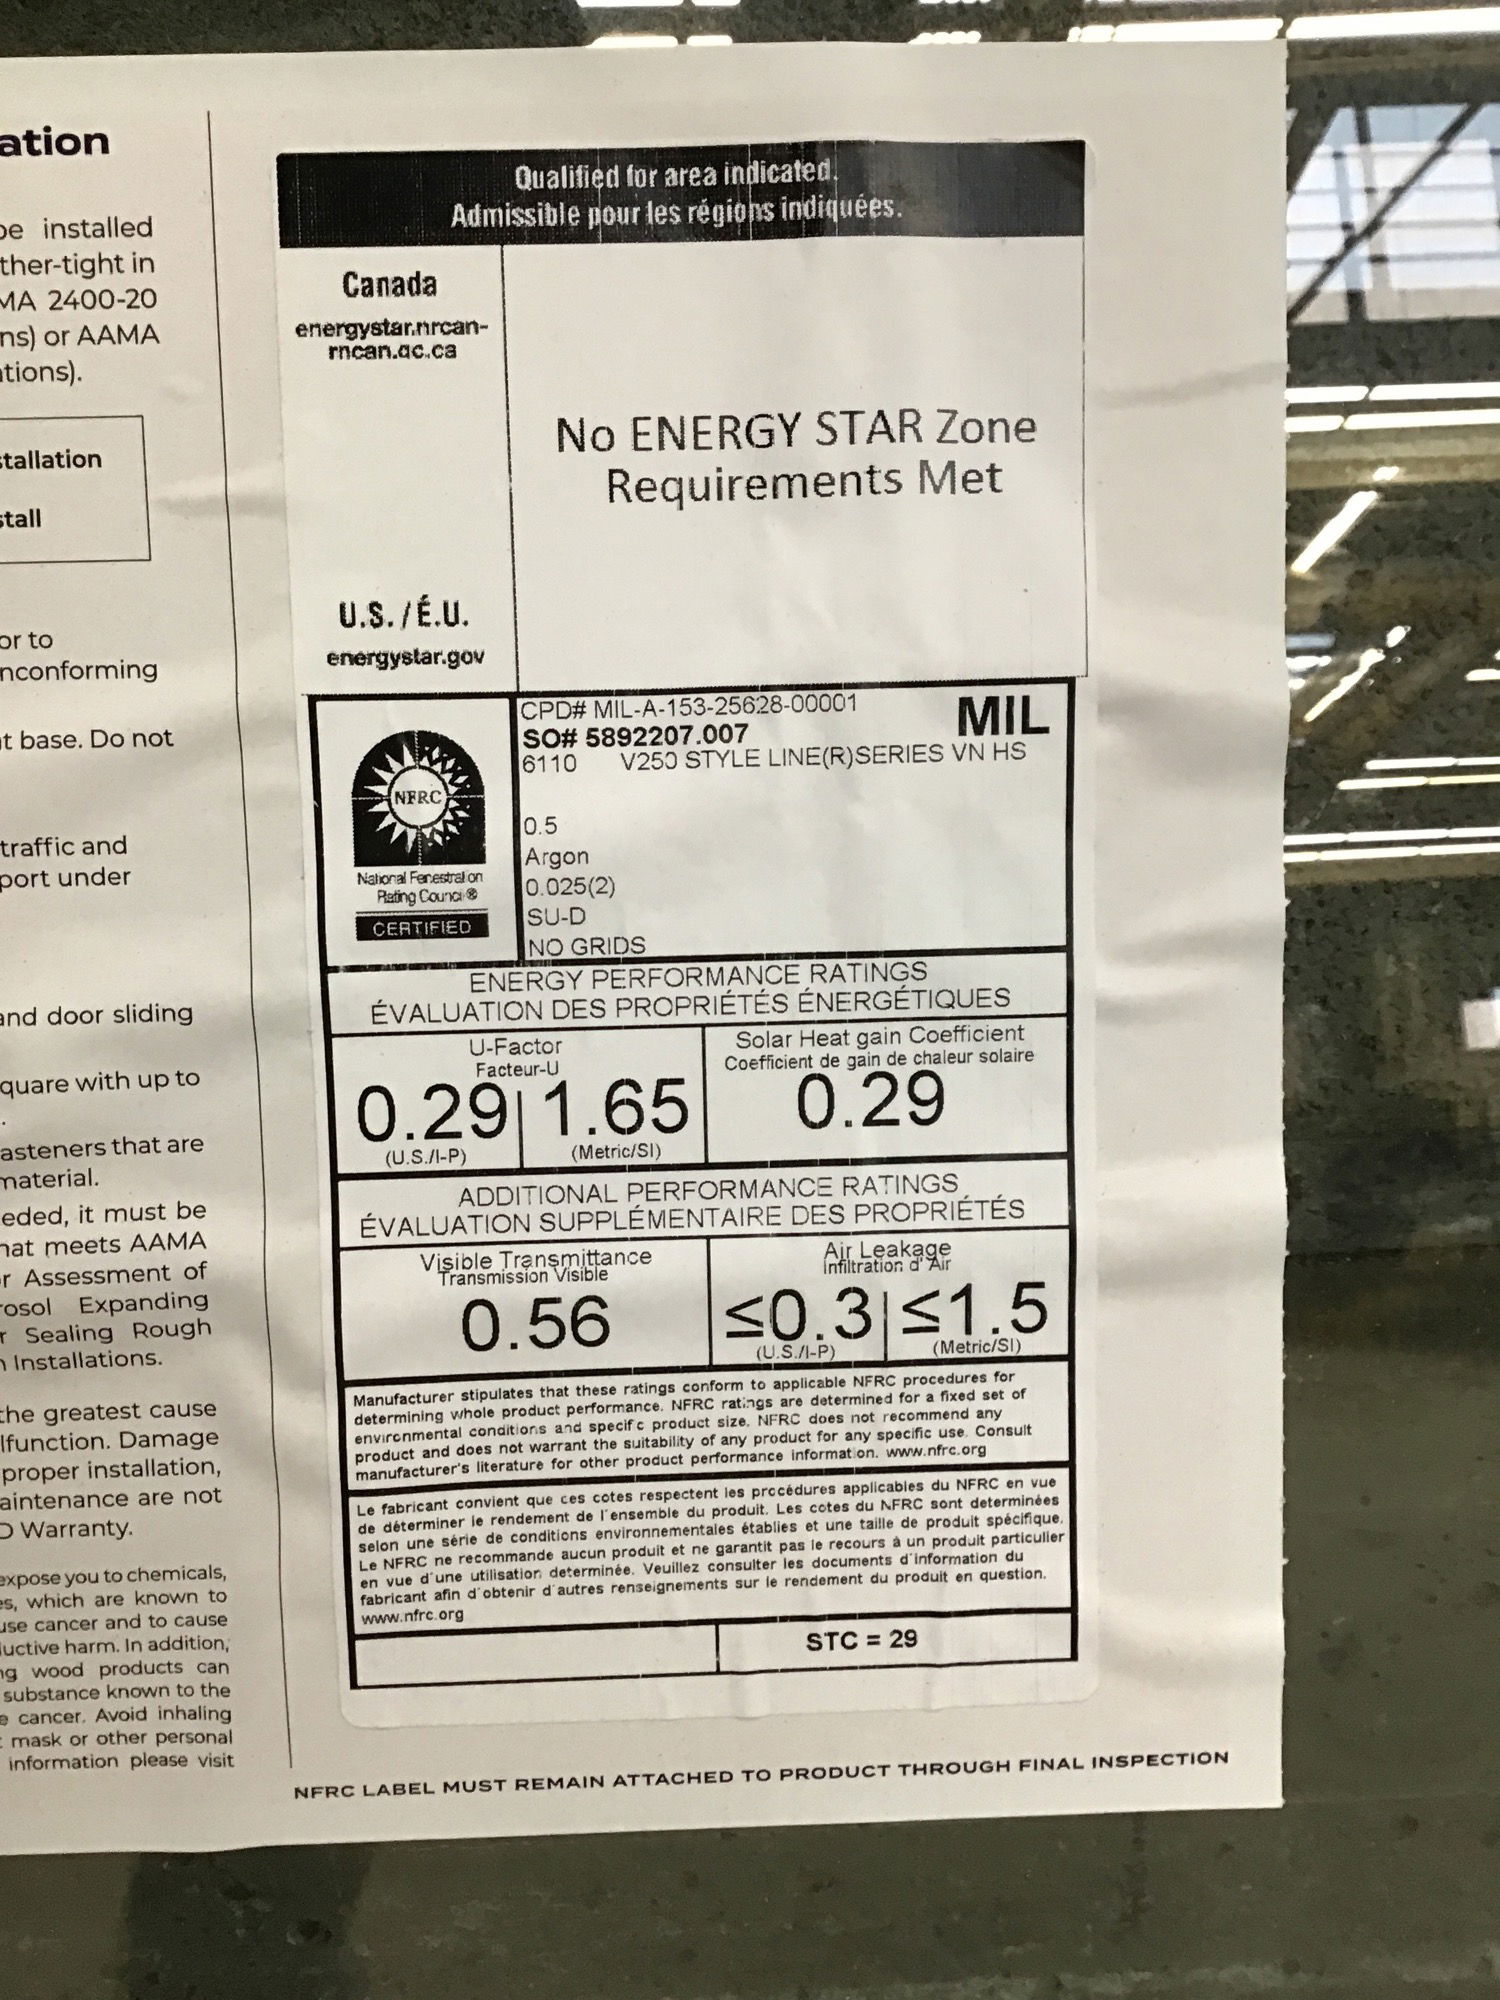 ation
be installed
ther-tight in
MA 2400-20
ns) or AAMA
ations).
stallation
stall
or to
nconforming
at base. Do not
traffic and
port under
and door sliding
quare with up to
.
asteners that are
material.
eeded, it must be
hat meets AAMA
r Assessment of
rosol Expanding
r Sealing Rough
n Installations.
the greatest cause
lfunction. Damage
proper installation,
aintenance are not
D Warranty.
expose you to chemicals,
es, which are known to
use cancer and to cause
ductive harm. In addition,
ng wood products can
substance known to the
e cancer. Avoid inhaling
t mask or other personal
information please visit
Qualified for area indicated.
Admissible pour les régions indiquées.
Canada
energystar.nrcan-
rncan.gc.ca
No ENERGY STAR Zone
Requirements Met
U.S. / É.U.
energystar.gov
NFRC
National Fenestration
Rating Council®
CERTIFIED
CPD# MIL-A-153-25628-00001
MIL
SO# 5892207.007
6110 V250 STYLE LINE(R)SERIES VN HS
0.5
Argon
0.025(2)
SU-D
NO GRIDS
ENERGY PERFORMANCE RATINGS
ÉVALUATION DES PROPRIÉTÉS ÉNERGÉTIQUES
U-Factor
Facteur-U
0.29 | 1.65
(U.S./I-P) (Metric/SI)
Solar Heat gain Coefficient
Coefficient de gain de chaleur solaire
0.29
ADDITIONAL PERFORMANCE RATINGS
ÉVALUATION SUPPLÉMENTAIRE DES PROPRIÉTÉS
Visible Transmittance
Transmission Visible
0.56
Air Leakage
Infiltration d' Air
≤0.3 | ≤1.5
(U.S./I-P) (Metric/SI)
Manufacturer stipulates that these ratings conform to applicable NFRC procedures for
determining whole product performance. NFRC ratings are determined for a fixed set of
environmental conditions and specific product size. NFRC does not recommend any
product and does not warrant the suitability of any product for any specific use. Consult
manufacturer's literature for other product performance information. www.nfrc.org
Le fabricant convient que ces cotes respectent les procédures applicables du NFRC en vue
de déterminer le rendement de l'ensemble du produit. Les cotes du NFRC sont determinées
selon une série de conditions environnementales établies et une taille de produit spécifique.
Le NFRC ne recommande aucun produit et ne garantit pas le recours à un produit particulier
en vue d'une utilisation determinée. Veuillez consulter les documents d'information du
fabricant afin d'obtenir d'autres renseignements sur le rendement du produit en question.
www.nfrc.org
STC = 29
NFRC LABEL MUST REMAIN ATTACHED TO PRODUCT THROUGH FINAL INSPECTION